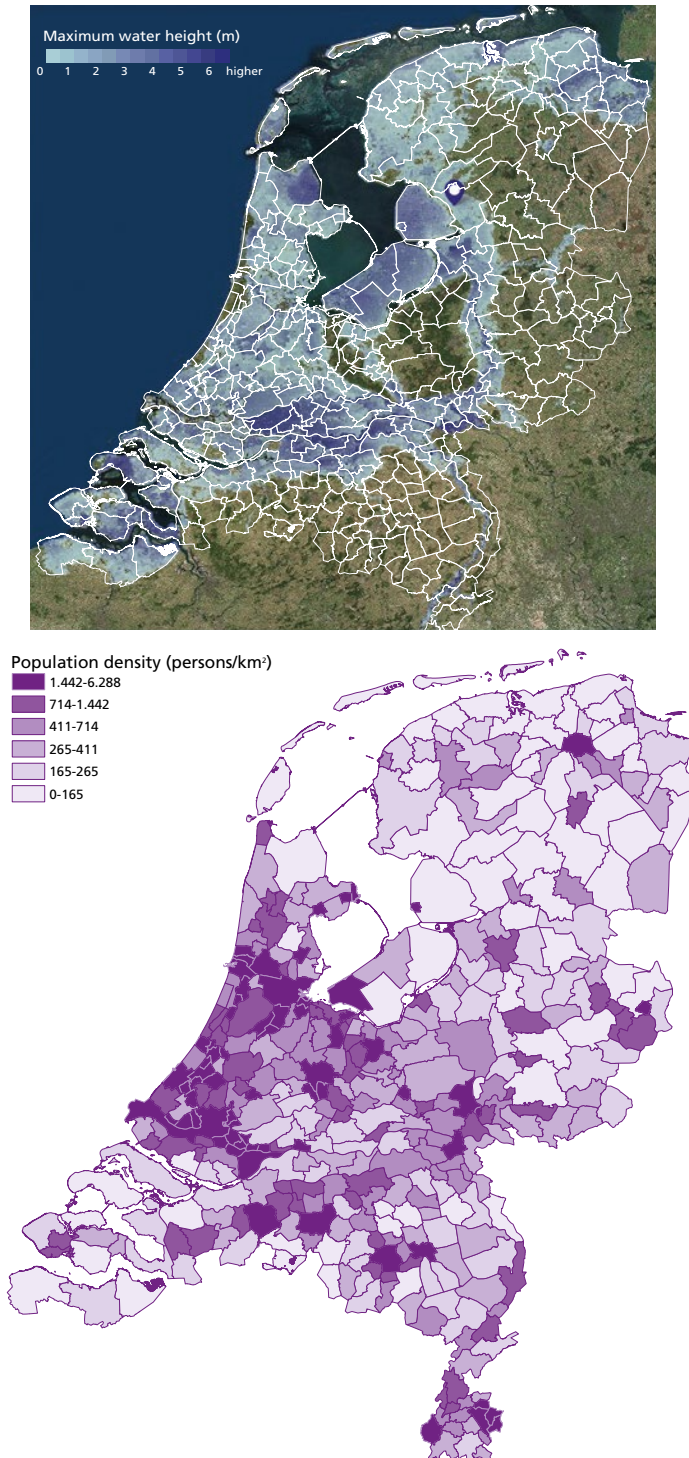 Maximum water height (m)
0 1 2 3 4 5 6 higher
Population density (persons/km²)
1.442-6.288
714-1.442
411-714
265-411
165-265
0-165